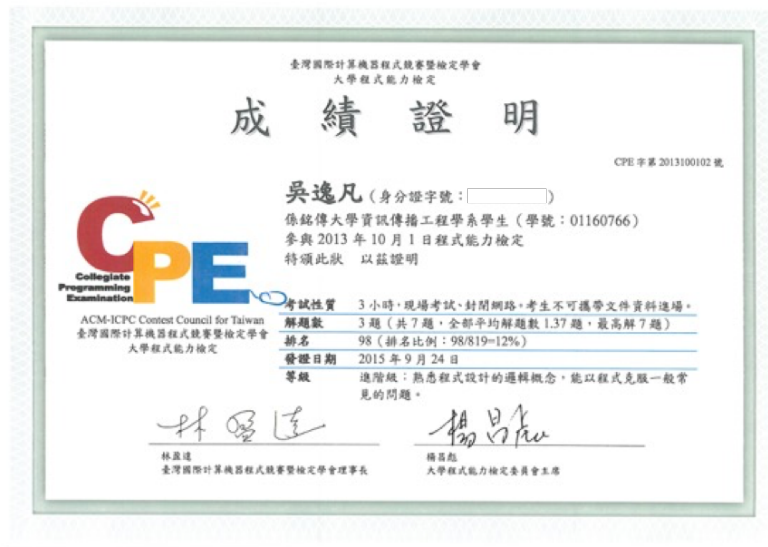 臺灣國際計算機器程式競賽暨檢定學會
大學程式能力檢定
成績證明
CPE 字第 2013100102 號
吳逸凡（身分證字號：　　　）
係銘傳大學資訊傳播工程學系學生（學號：01160766）
參與 2013 年 10 月 1 日程式能力檢定
特頒此狀　以茲證明
CPE
Collegiate
Programming
Examination
ACM-ICPC Contest Council for Taiwan
臺灣國際計算機器程式競賽暨檢定學會
大學程式能力檢定
考試性質　3 小時，現場考試、封閉網路。考生不可攜帶文件資料進場。
解題數　3 題（共 7 題，全部平均解題數 1.37 題，最高解 7 題）
排名　98（排名比例：98/819=12%）
發證日期　2015 年 9 月 24 日
等級　進階級：熟悉程式設計的邏輯概念，能以程式克服一般常
見的問題。
林盈達
楊昌彪
林盈達
臺灣國際計算機器程式競賽暨檢定學會理事長
楊昌彪
大學程式能力檢定委員會主席